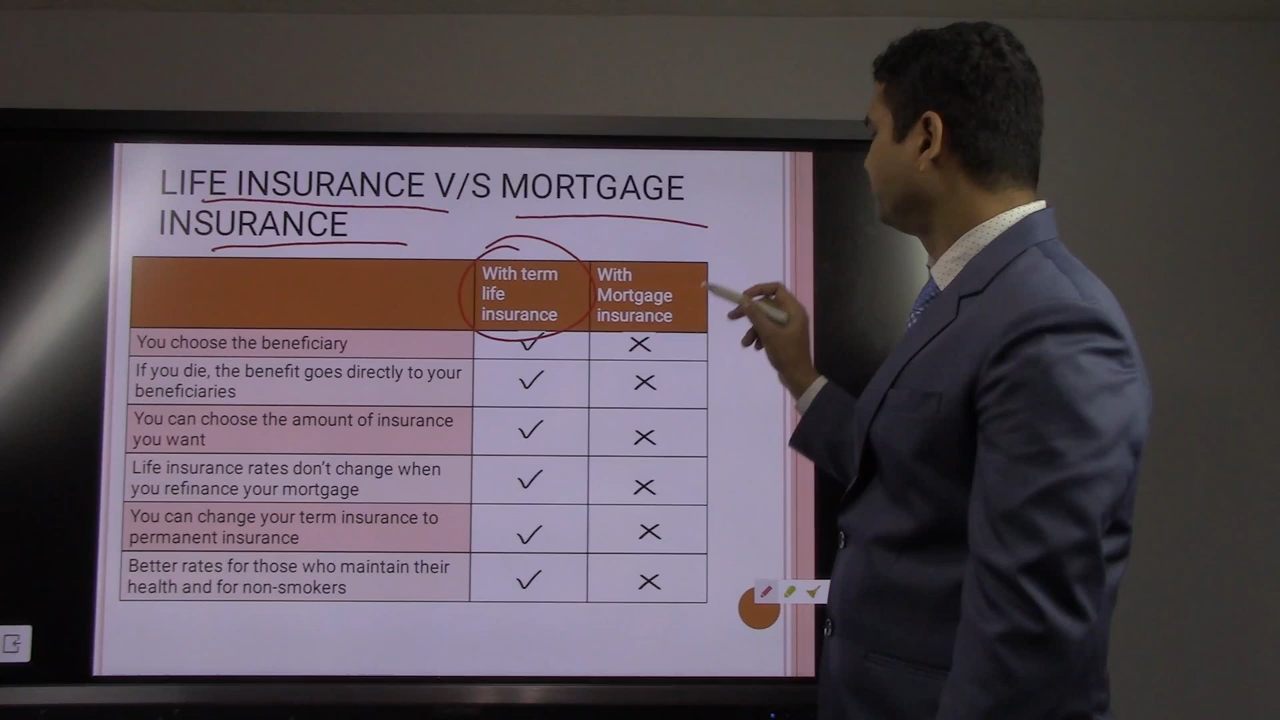 LIFE INSURANCE V/S MORTGAGE
INSURANCE
With term
life
insurance
With
Mortgage
insurance
You choose the beneficiary
If you die, the benefit goes directly to your
beneficiaries
You can choose the amount of insurance
you want
Life insurance rates don’t change when
you refinance your mortgage
You can change your term insurance to
permanent insurance
Better rates for those who maintain their
health and for non-smokers